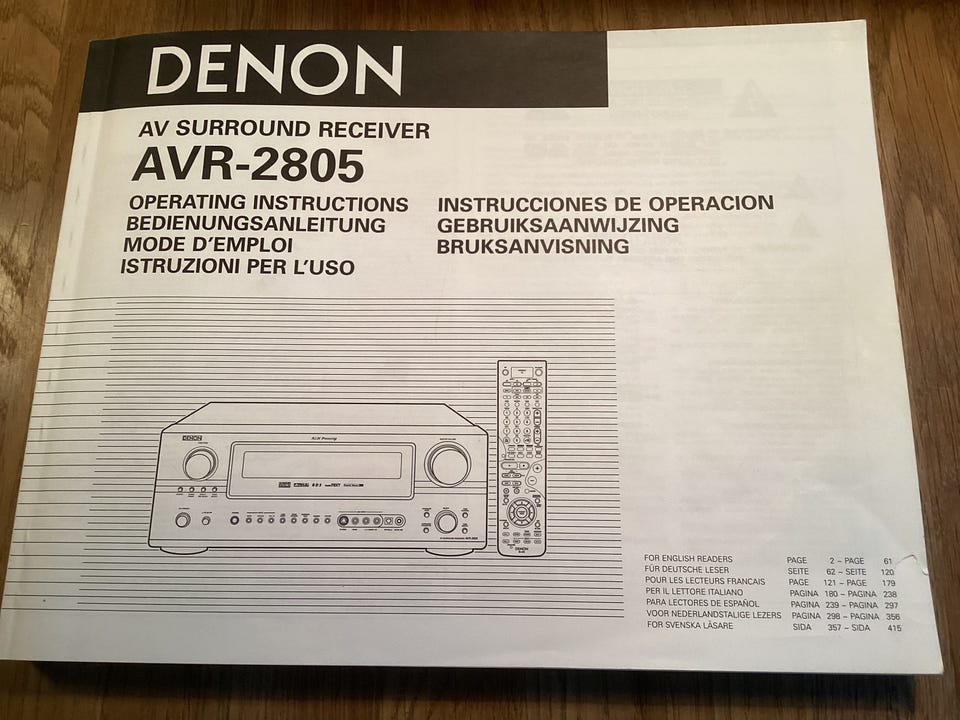 DENON
AV SURROUND RECEIVER
AVR-2805
OPERATING INSTRUCTIONS
BEDIENUNGSANLEITUNG
MODE D'EMPLOI
ISTRUZIONI PER L'USO
INSTRUCCIONES DE OPERACION
GEBRUIKSAANWIJZING
BRUKSANVISNING
DENON
DENON
FOR ENGLISH READERS PAGE 2 ~ PAGE 61
FÜR DEUTSCHE LESER SEITE 62 ~ SEITE 120
POUR LES LECTEURS FRANCAIS PAGE 121 ~ PAGE 179
PER IL LETTORE ITALIANO PAGINA 180 ~ PAGINA 238
PARA LECTORES DE ESPAÑOL PAGINA 239 ~ PAGINA 297
VOOR NEDERLANDSTALIGE LEZERS PAGINA 298 ~ PAGINA 356
FOR SVENSKA LÄSARE SIDA 357 ~ SIDA 415